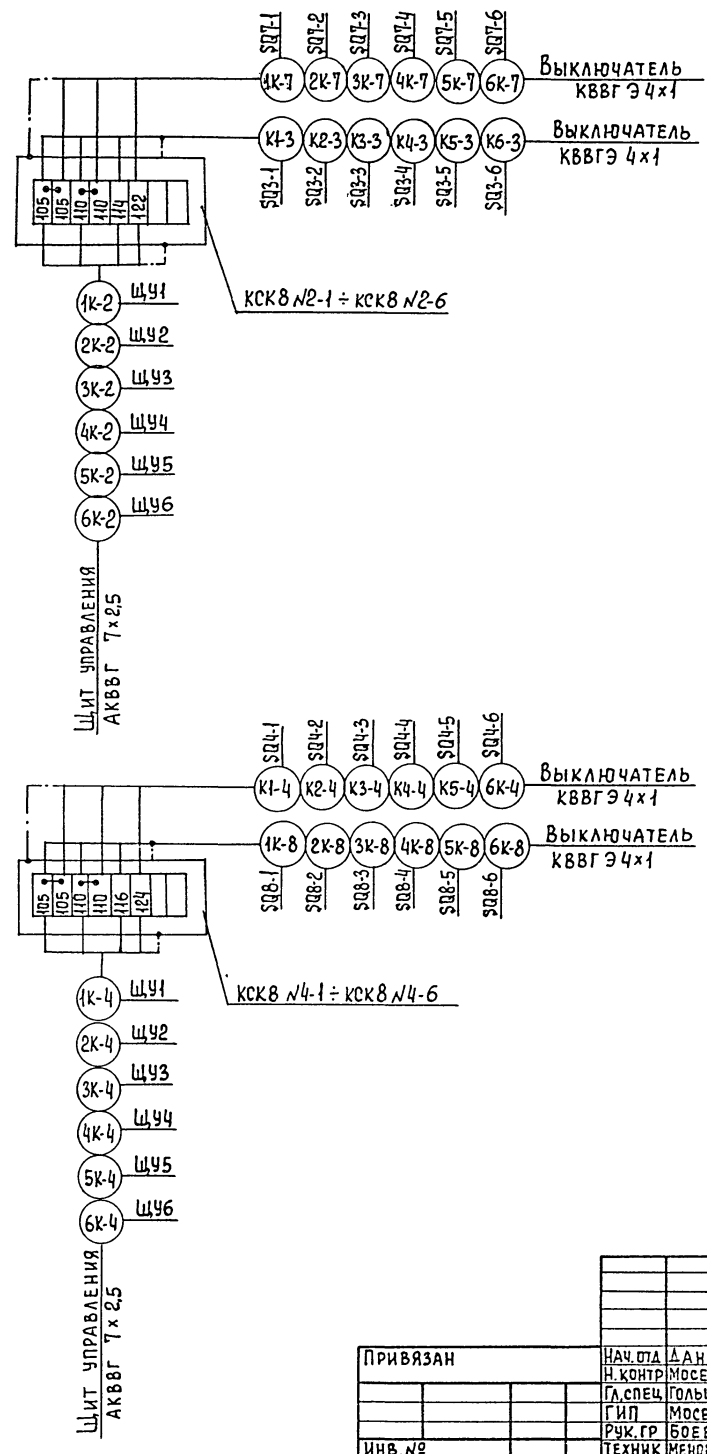 SQ7-1 SQ7-2 SQ7-3 SQ7-4 SQ7-5 SQ7-6
1К-7 2К-7 3К-7 4К-7 5К-7 6К-7 Выключатель
КВВГЭ 4×1
К1-3 К2-3 К3-3 К4-3 К5-3 К6-3 Выключатель
КВВГЭ 4×1
SQ3-1 SQ3-2 SQ3-3 SQ3-4 SQ3-5 SQ3-6
105 105 110 110 114 122
КСК8 №2-1 ÷ КСК8 №2-6
1К-2 ЩУ1
2К-2 ЩУ2
3К-2 ЩУ3
4К-2 ЩУ4
5К-2 ЩУ5
6К-2 ЩУ6
Щит управления
АКВВГ 7×2,5
SQ4-1 SQ4-2 SQ4-3 SQ4-4 SQ4-5 SQ4-6
К1-4 К2-4 К3-4 К4-4 К5-4 6К-4 Выключатель
КВВГЭ 4×1
1К-8 2К-8 3К-8 4К-8 5К-8 6К-8 Выключатель
КВВГЭ 4×1
SQ8-1 SQ8-2 SQ8-3 SQ8-4 SQ8-5 SQ8-6
105 105 110 110 116 124
КСК8 №4-1 ÷ КСК8 №4-6
1К-4 ЩУ1
2К-4 ЩУ2
3К-4 ЩУ3
4К-4 ЩУ4
5К-4 ЩУ5
6К-4 ЩУ6
Щит управления
АКВВГ 7×2,5
Привязан
Инв. №
Нач. отд Дан
Н. контр Мосе
Гл. спец Голь
ГИП Мосе
Рук. гр Боев
Техник